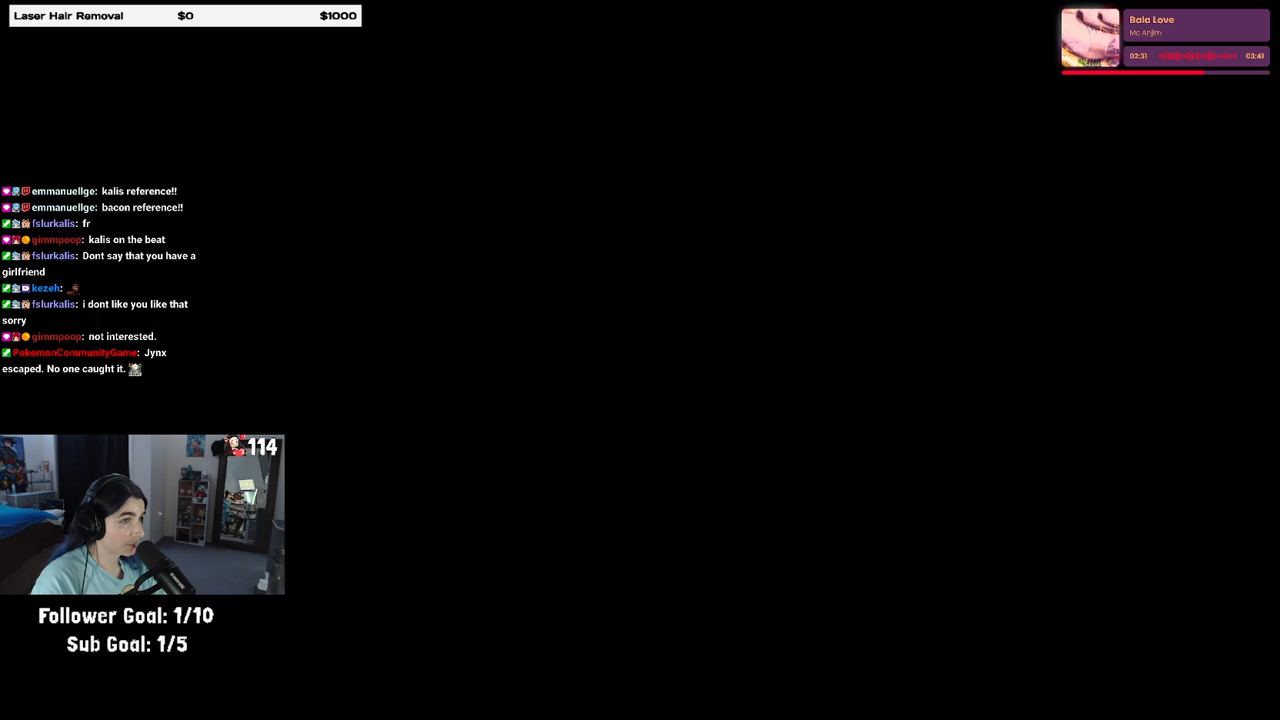 Laser Hair Removal $0 $1000
Bala Love
Mc Anjim
02:31 03:41
emmanuellge: kalis reference!!
emmanuellge: bacon reference!!
fslurkalis: fr
gimmpoop: kalis on the beat
fslurkalis: Dont say that you have a
girlfriend
kezeh:
fslurkalis: i dont like you like that
sorry
gimmpoop: not interested.
PokemonCommunityGame: Jynx
escaped. No one caught it.
114
Follower Goal: 1/10
Sub Goal: 1/5